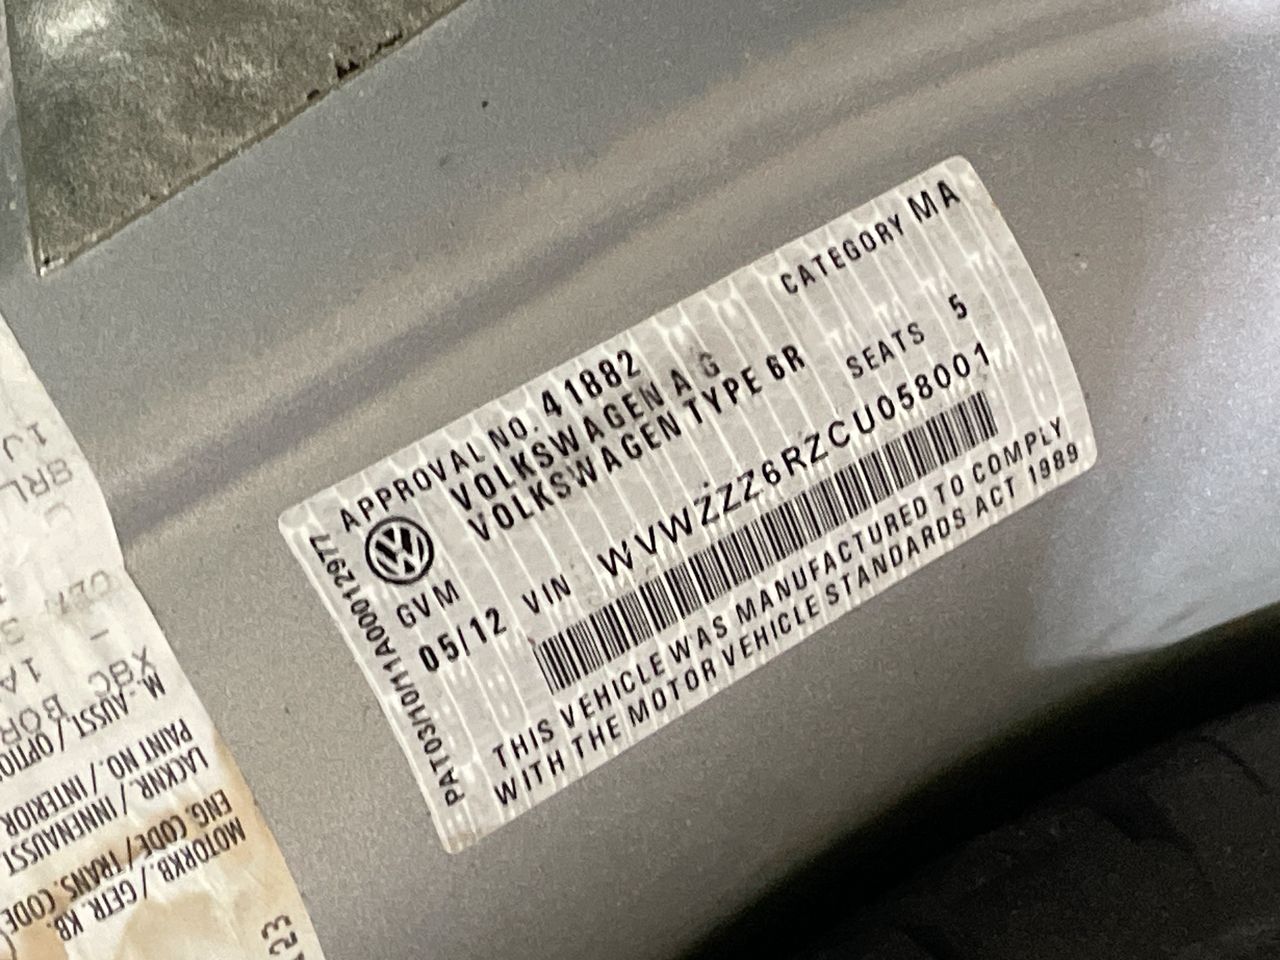 APPROVAL NO. 41882 CATEGORY MA
VOLKSWAGEN AG
VOLKSWAGEN TYPE 6R SEATS 5
GVM
05/12 VIN WVWZZZ6RZCU058001
THIS VEHICLE WAS MANUFACTURED TO COMPLY
WITH THE MOTOR VEHICLE STANDARDS ACT 1989
PAT03/10/11A00012977
MOTORKB. / GETR. KB.
ENG. CODE / TRANS. CODE
LACKNR. / INNENAUSST.
PAINT NO. / INTERIOR
M.-AUSST. / OPTIO